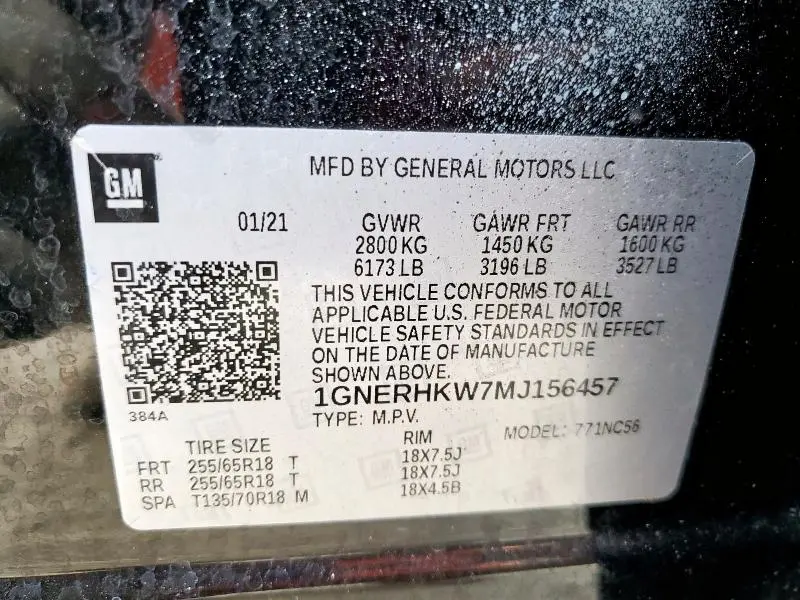 GM
MFD BY GENERAL MOTORS LLC
01/21 GVWR GAWR FRT GAWR RR
2800 KG 1450 KG 1600 KG
6173 LB 3196 LB 3527 LB
THIS VEHICLE CONFORMS TO ALL
APPLICABLE U.S. FEDERAL MOTOR
VEHICLE SAFETY STANDARDS IN EFFECT
ON THE DATE OF MANUFACTURE
SHOWN ABOVE.
1GNERHKW7MJ156457
384A
TYPE: M.P.V.
MODEL: 771NC56
TIRE SIZE RIM
FRT 255/65R18 T 18X7.5J
RR 255/65R18 T 18X7.5J
SPA T135/70R18 M 18X4.5B